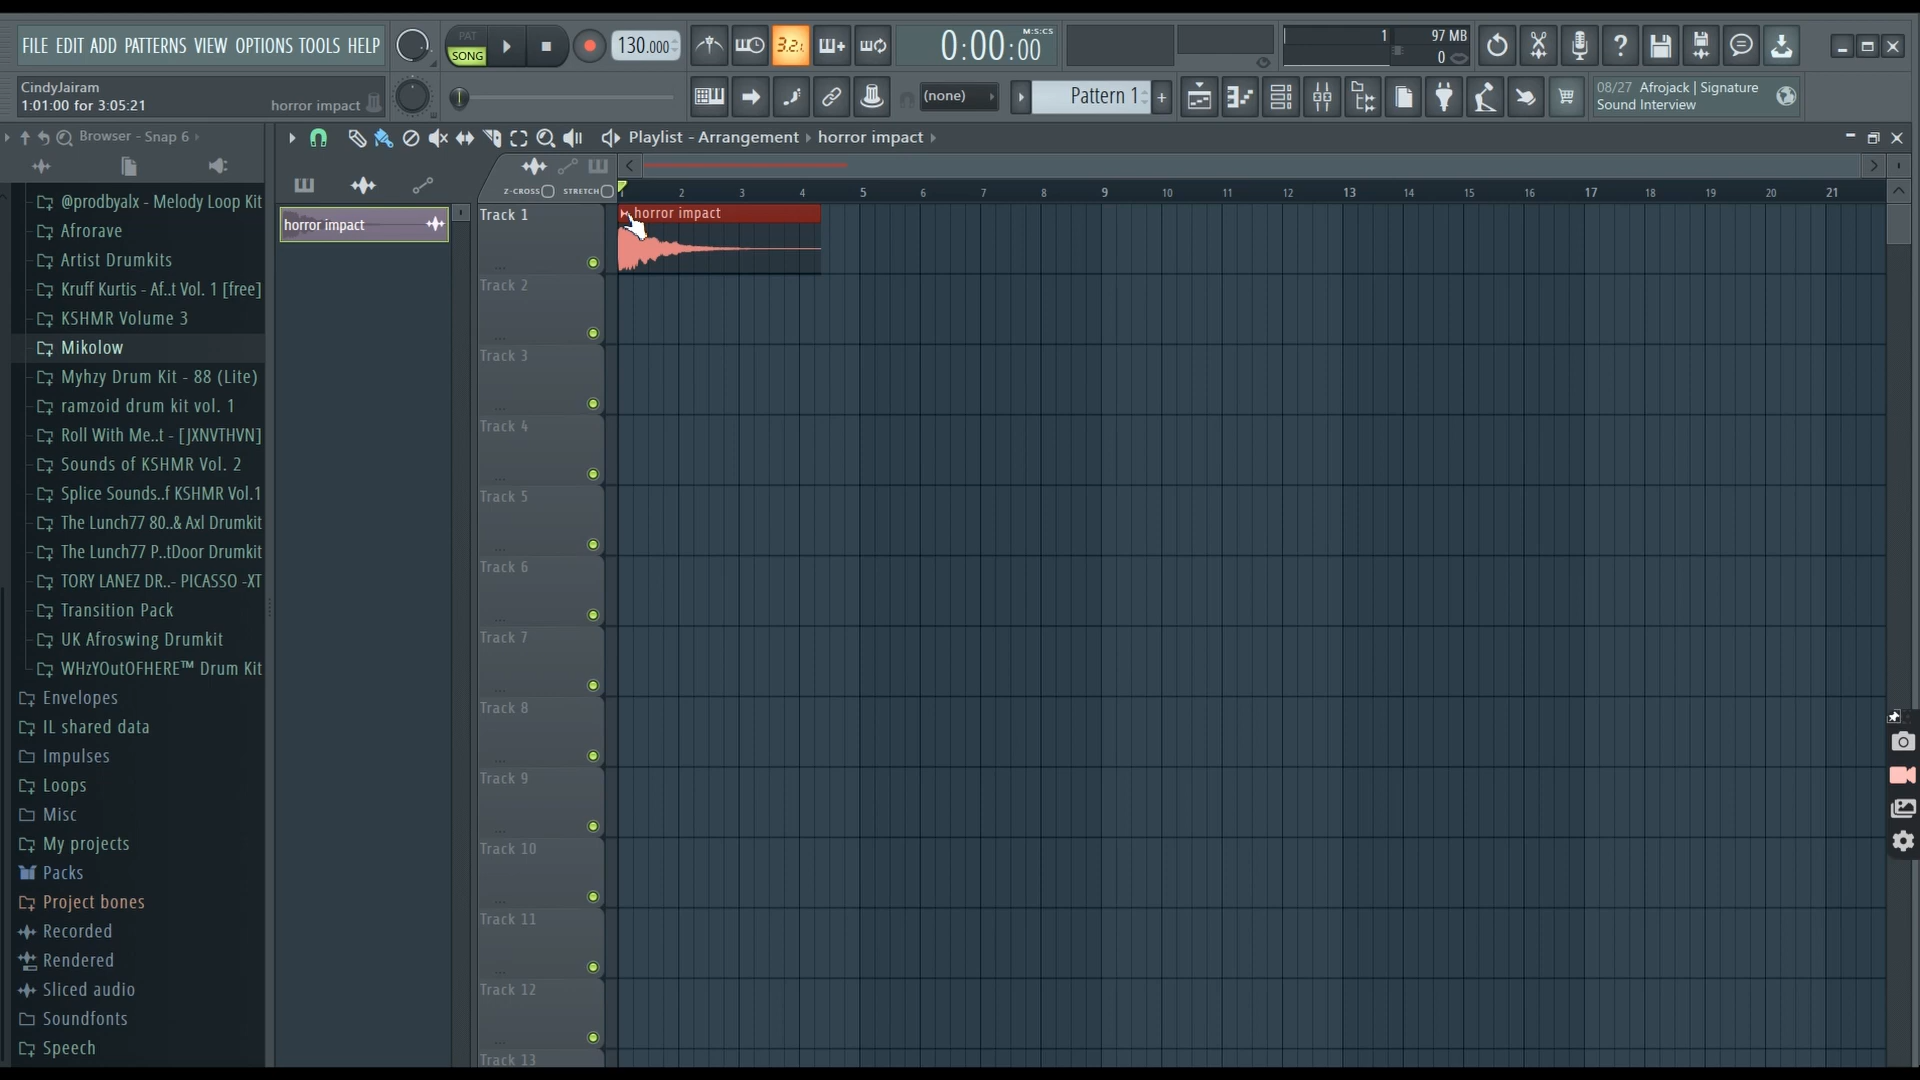 FILE EDIT ADD PATTERNS VIEW OPTIONS TOOLS HELP
PAT
SONG
130.000
3.2.
0:00:00
M:S:CS
1
97 MB
0
CindyJairam
1:01:00 for 3:05:21
horror impact
(none)
Pattern 1
+
08/27 Afrojack | Signature
Sound Interview
Browser - Snap 6
Playlist - Arrangement › horror impact
Z-CROSS
STRETCH
1 2 3 4 5 6 7 8 9 10 11 12 13 14 15 16 17 18 19 20 21
horror impact
horror impact
Track 1
Track 2
Track 3
Track 4
Track 5
Track 6
Track 7
Track 8
Track 9
Track 10
Track 11
Track 12
Track 13
@prodbyalx - Melody Loop Kit
Afrorave
Artist Drumkits
Kruff Kurtis - Af..t Vol. 1 [free]
KSHMR Volume 3
Mikolow
Myhzy Drum Kit - 88 (Lite)
ramzoid drum kit vol. 1
Roll With Me..t - [JXNVTHVN]
Sounds of KSHMR Vol. 2
Splice Sounds..f KSHMR Vol.1
The Lunch77 80..& Axl Drumkit
The Lunch77 P..tDoor Drumkit
TORY LANEZ DR..- PICASSO -XT
Transition Pack
UK Afroswing Drumkit
WHzYOutOFHERE™ Drum Kit
Envelopes
IL shared data
Impulses
Loops
Misc
My projects
Packs
Project bones
Recorded
Rendered
Sliced audio
Soundfonts
Speech